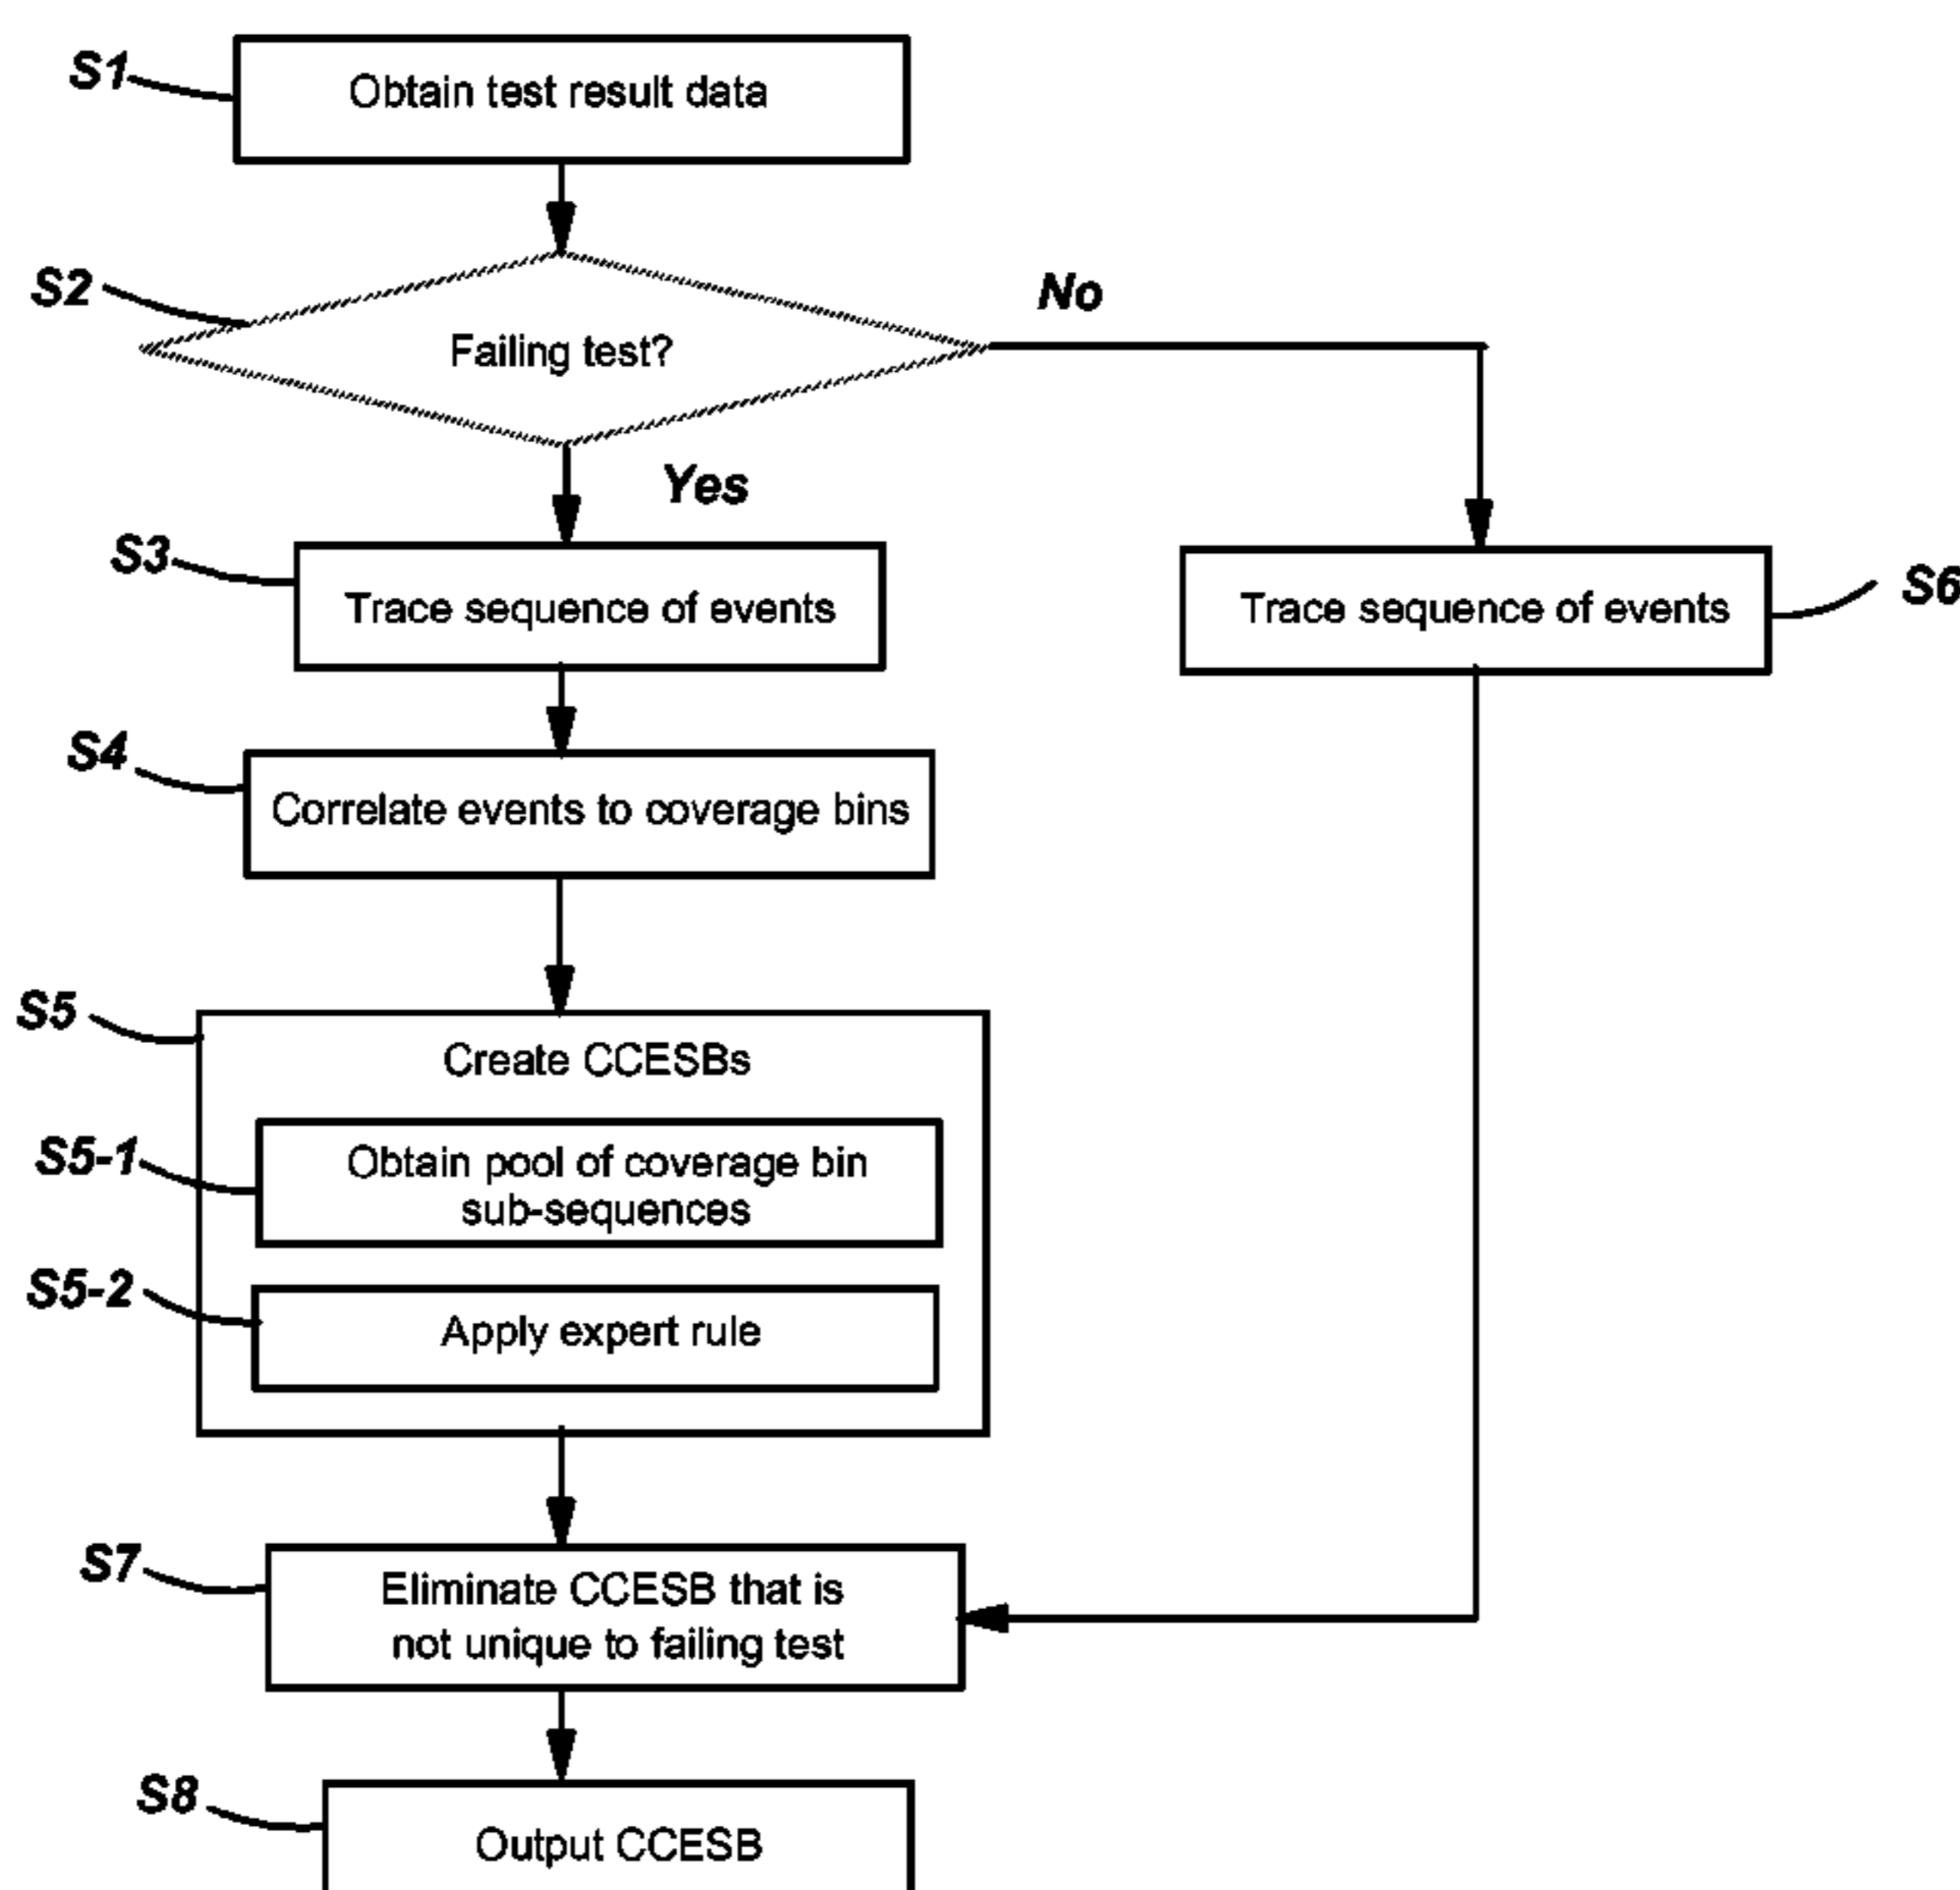 S1
Obtain test result data
S2
Failing test?
No
Yes
S3
Trace sequence of events
Trace sequence of events
S6
S4
Correlate events to coverage bins
S5
Create CCESBs
S5-1
Obtain pool of coverage bin
sub-sequences
S5-2
Apply expert rule
S7
Eliminate CCESB that is
not unique to failing test
S8
Output CCESB